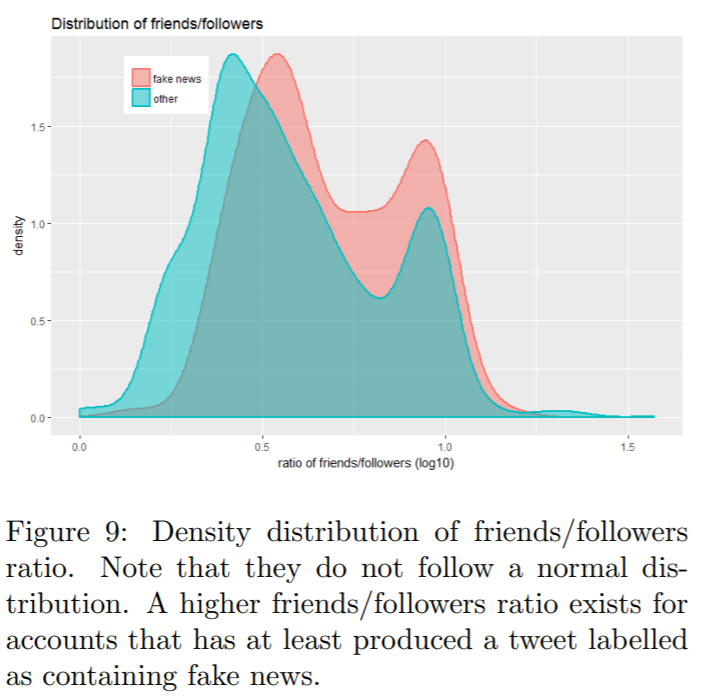 Distribution of friends/followers
fake news
other
1.5
1.0
0.5
0.0
density
0.0 0.5 1.0 1.5
ratio of friends/followers (log10)
Figure 9: Density distribution of friends/followers
ratio. Note that they do not follow a normal dis-
tribution. A higher friends/followers ratio exists for
accounts that has at least produced a tweet labelled
as containing fake news.